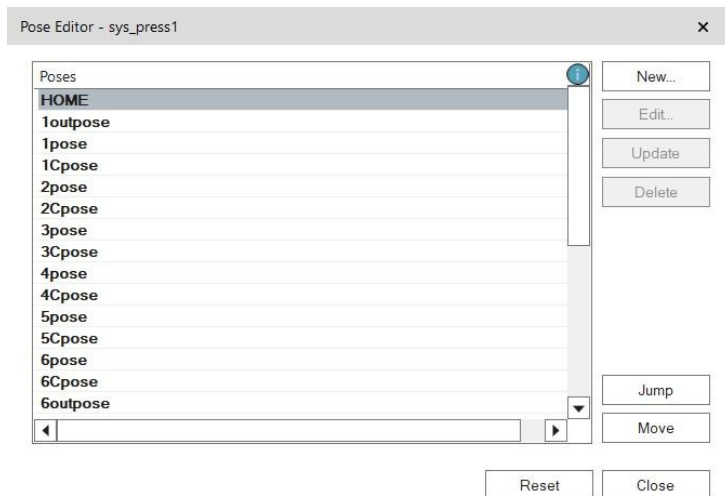 Pose Editor - sys_press1
Poses
HOME
1outpose
1pose
1Cpose
2pose
2Cpose
3pose
3Cpose
4pose
4Cpose
5pose
5Cpose
6pose
6Cpose
6outpose
New...
Edit...
Update
Delete
Jump
Move
Reset
Close